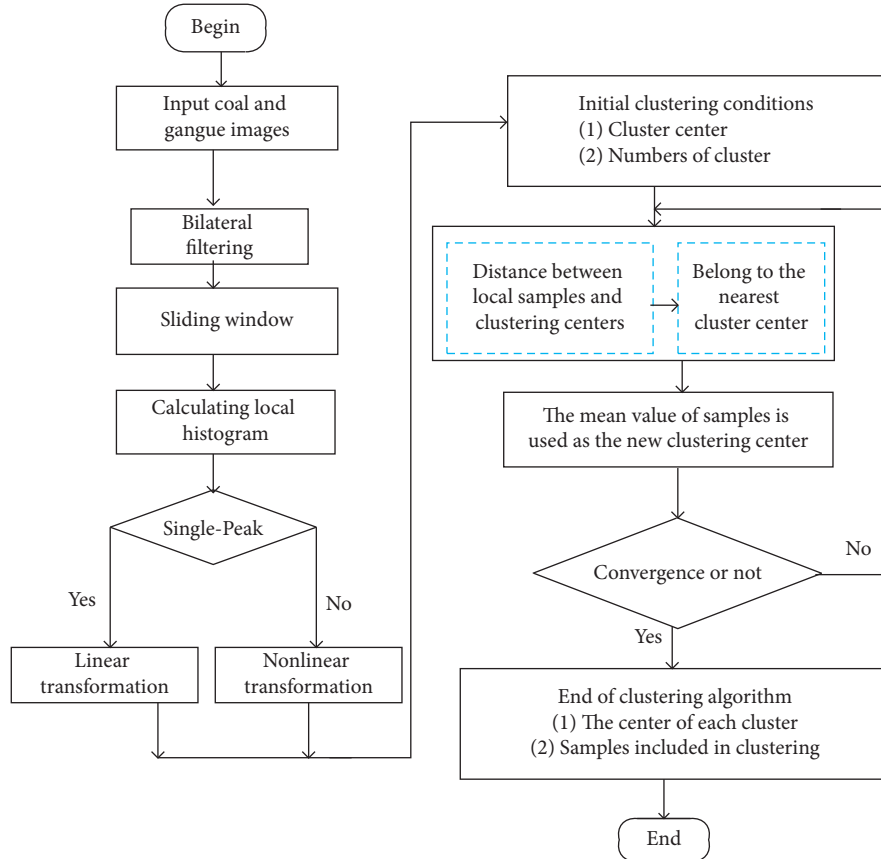 Begin
Input coal and
gangue images
Bilateral
filtering
Sliding window
Calculating local
histogram
Single-Peak
Yes
No
Linear
transformation
Nonlinear
transformation
Initial clustering conditions
(1) Cluster center
(2) Numbers of cluster
Distance between
local samples and
clustering centers
Belong to the
nearest
cluster center
The mean value of samples is
used as the new clustering center
Convergence or not
No
Yes
End of clustering algorithm
(1) The center of each cluster
(2) Samples included in clustering
End